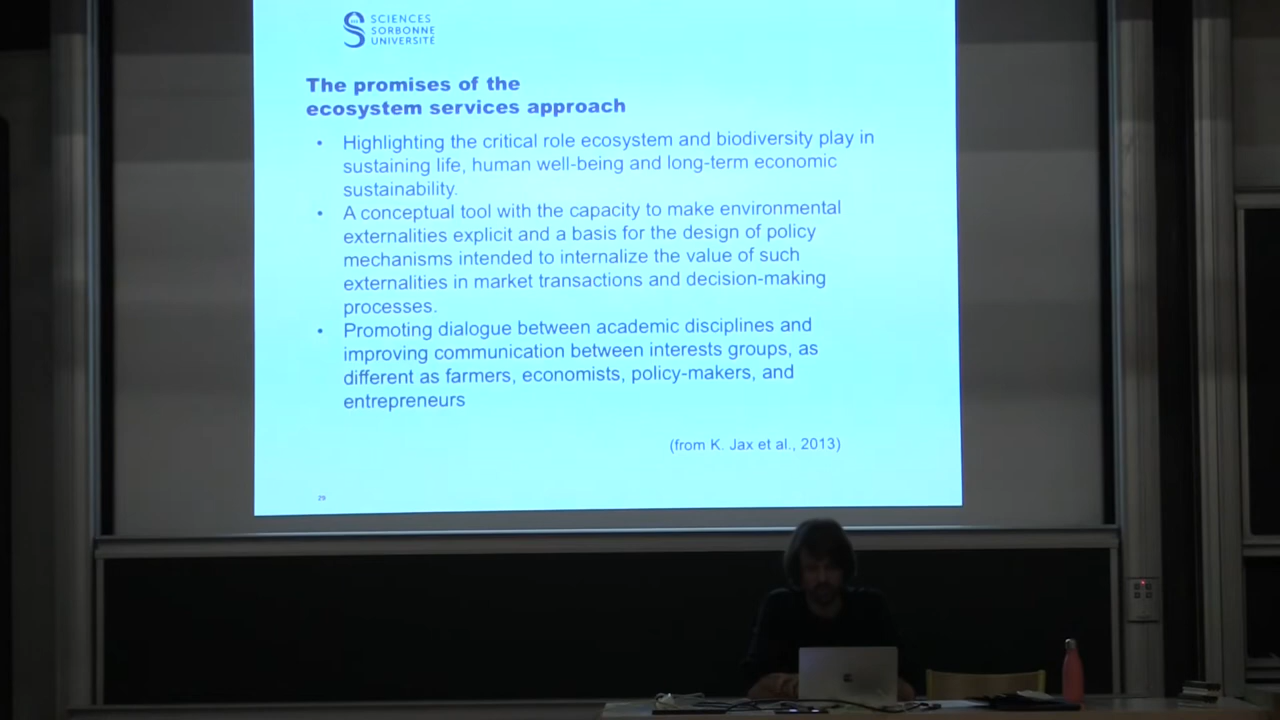 SCIENCES
SORBONNE
UNIVERSITÉ
The promises of the
ecosystem services approach
• Highlighting the critical role ecosystem and biodiversity play in
sustaining life, human well-being and long-term economic
sustainability.
• A conceptual tool with the capacity to make environmental
externalities explicit and a basis for the design of policy
mechanisms intended to internalize the value of such
externalities in market transactions and decision-making
processes.
• Promoting dialogue between academic disciplines and
improving communication between interests groups, as
different as farmers, economists, policy-makers, and
entrepreneurs
(from K. Jax et al., 2013)
29